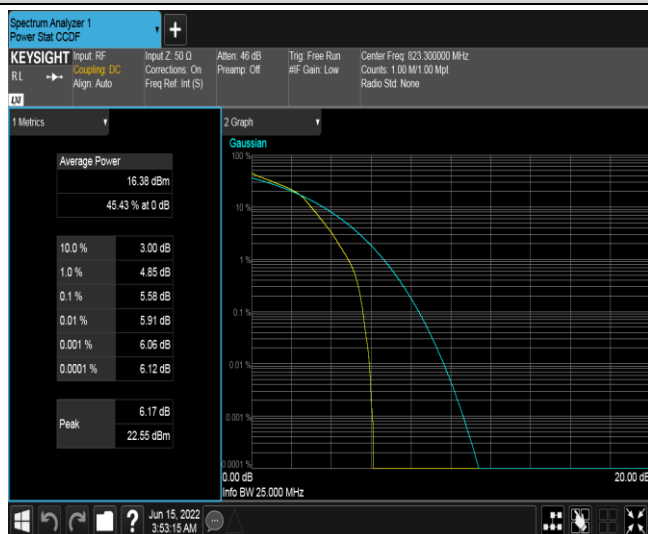 Spectrum Analyzer 1
Power Stat CCDF
+
KEYSIGHT
RL
LXI
Input: RF
Coupling: DC
Align: Auto
Input Z: 50 Ω
Corrections: On
Freq Ref: Int (S)
Atten: 46 dB
Preamp: Off
Trig: Free Run
#IF Gain: Low
Center Freq: 823.300000 MHz
Counts: 1.00 M/1.00 Mpt
Radio Std: None
1 Metrics
Average Power
16.38 dBm
45.43 % at 0 dB
10.0 % 3.00 dB
1.0 % 4.85 dB
0.1 % 5.58 dB
0.01 % 5.91 dB
0.001 % 6.06 dB
0.0001 % 6.12 dB
Peak 6.17 dB
22.55 dBm
2 Graph
Gaussian
100 %
10 %
1 %
0.1 %
0.01 %
0.001 %
0.0001 %
0.00 dB
20.00 dB
Info BW 25.000 MHz
?
Jun 15, 2022
3:53:15 AM